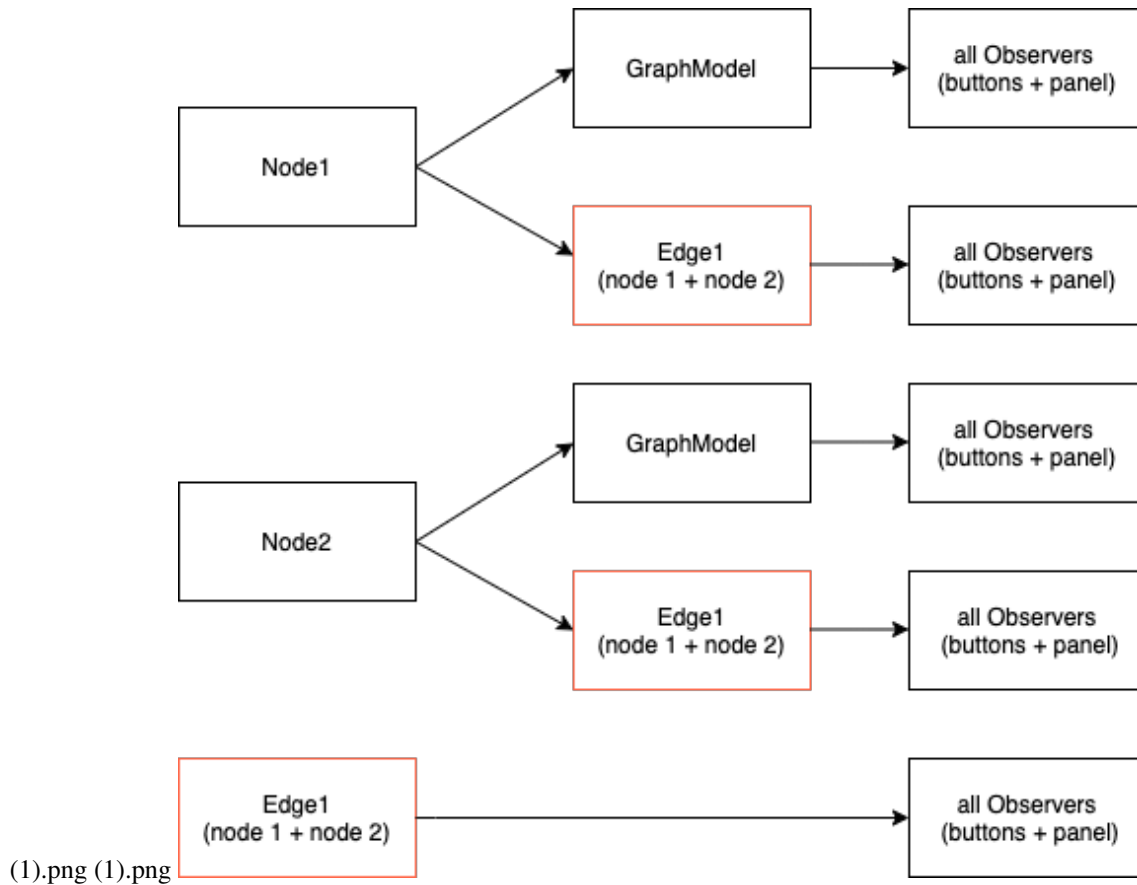 GraphModel
all Observers
(buttons + panel)
Node1
Edge1
(node 1 + node 2)
all Observers
(buttons + panel)
GraphModel
all Observers
(buttons + panel)
Node2
Edge1
(node 1 + node 2)
all Observers
(buttons + panel)
Edge1
(node 1 + node 2)
all Observers
(buttons + panel)
(1).png (1).png